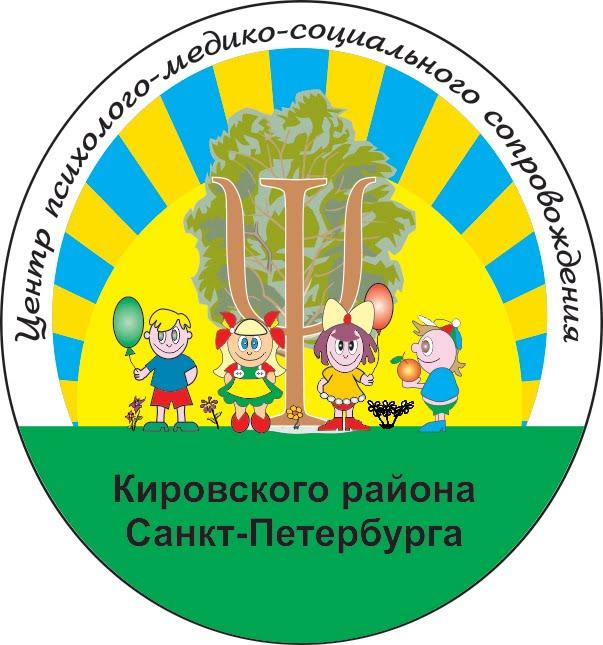 Центр психолого-медико-социального сопровождения
Кировского района
Санкт-Петербурга